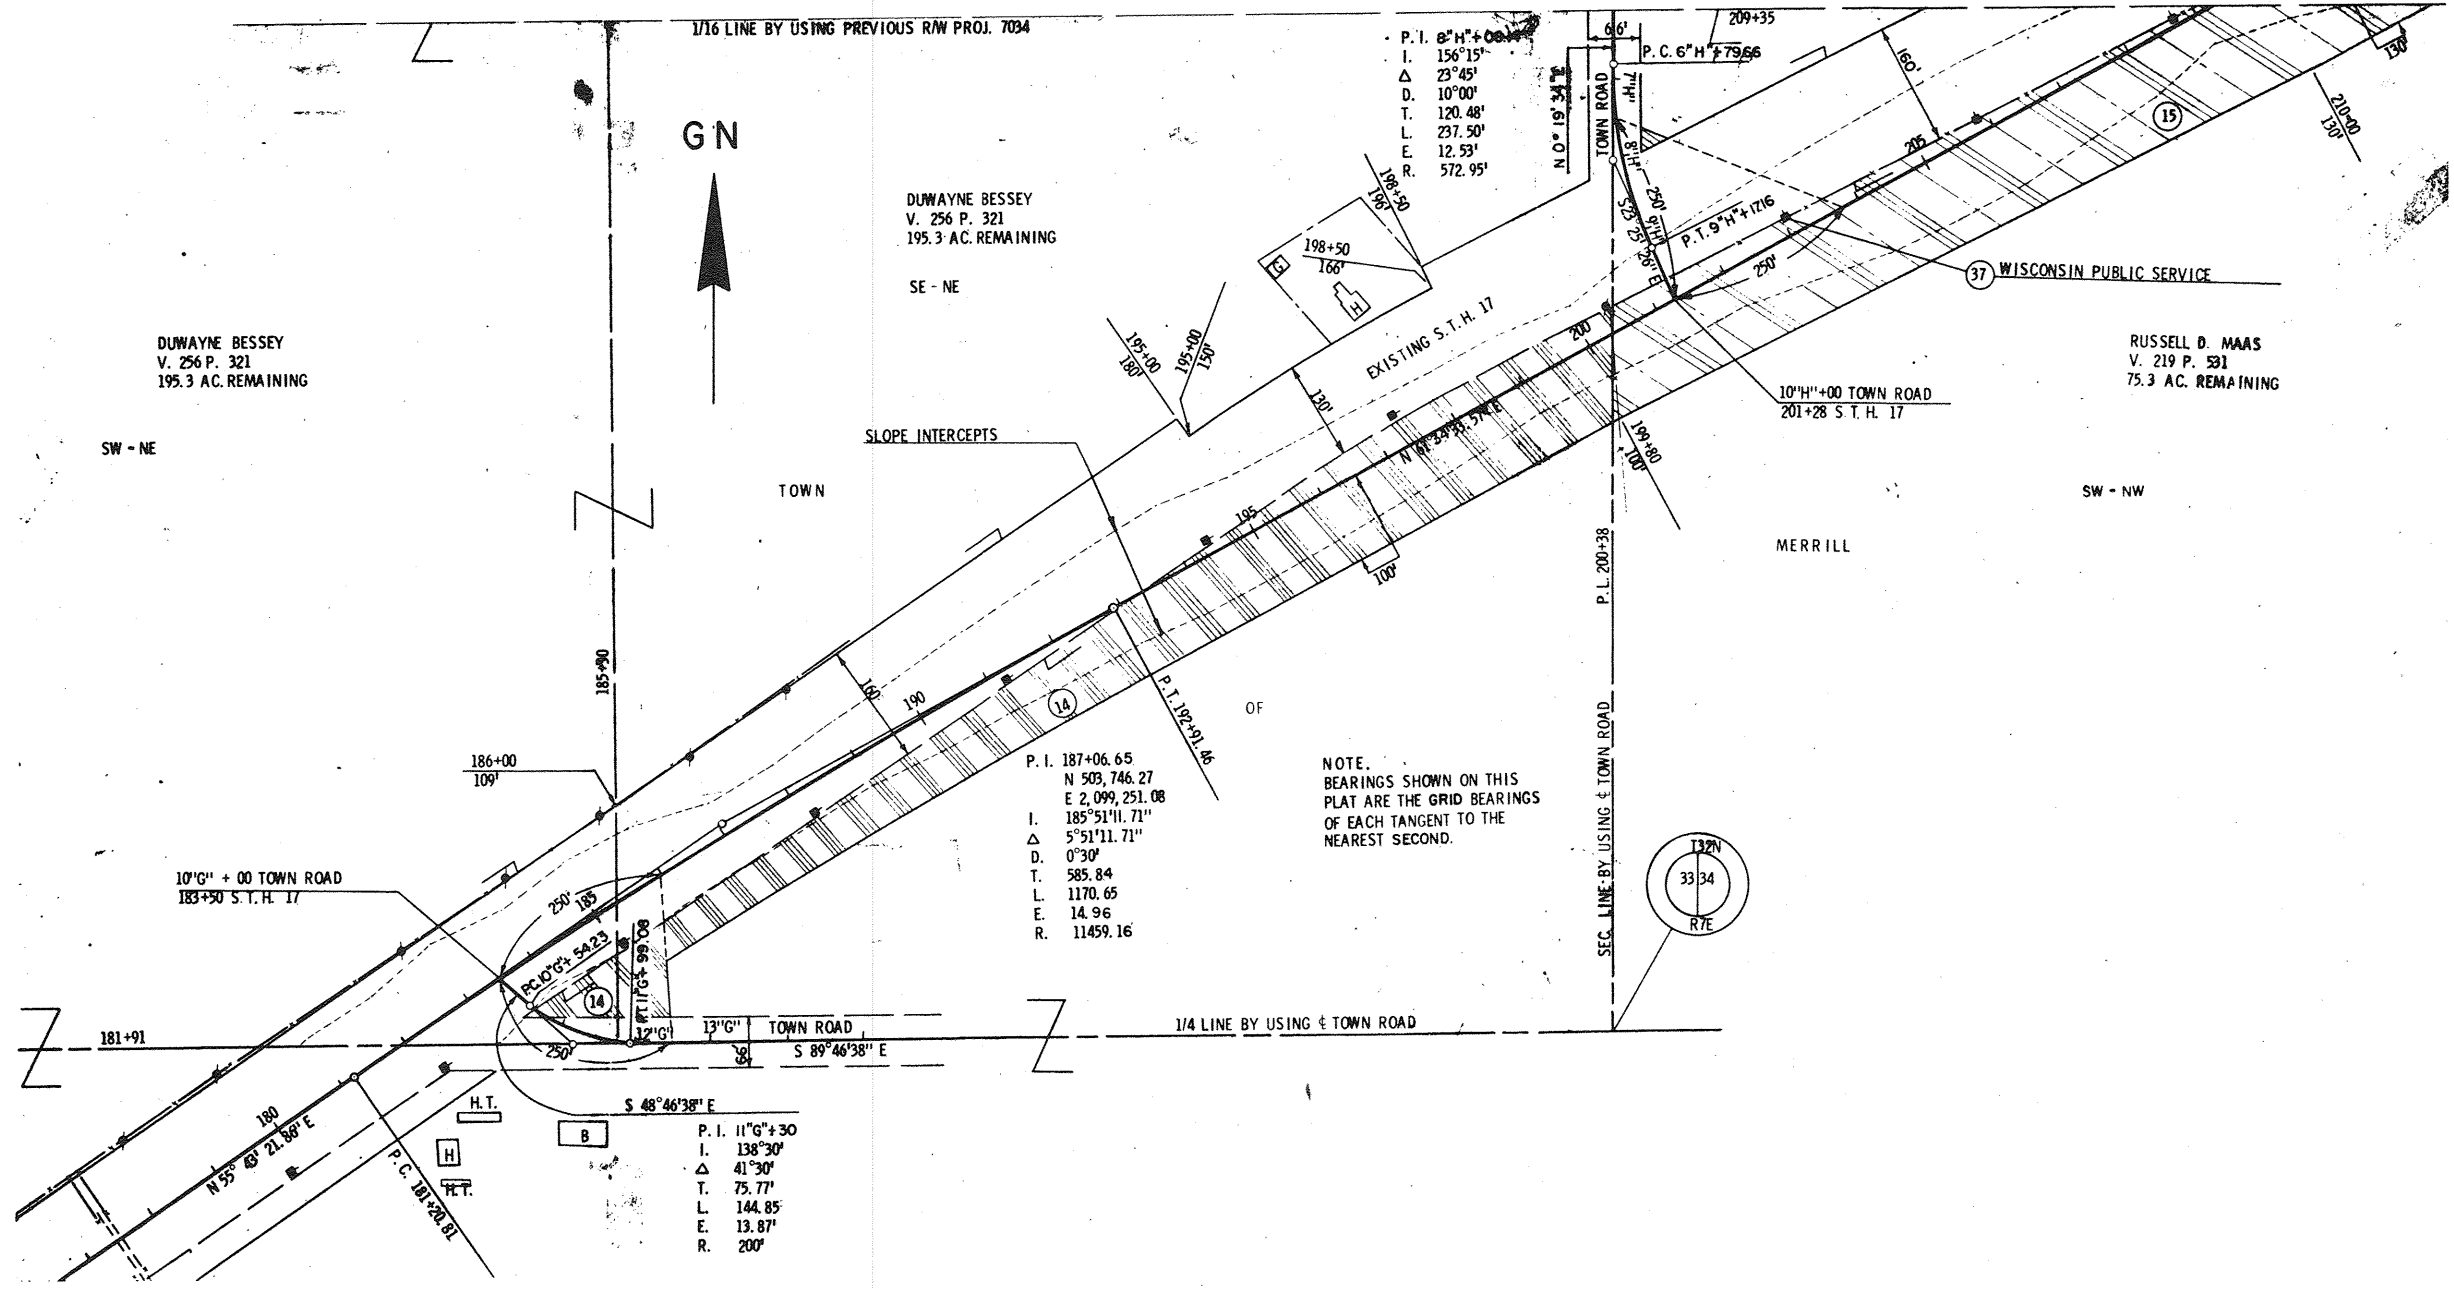 1/16 LINE BY USING PREVIOUS R/W PROJ. 7034
P. I. 8"H"+
I. 156°15'
Δ 23°45'
D. 10°00'
T. 120.48'
L. 237.50'
E. 12.53'
R. 572.95'
66'
209+35
P. C. 6"H"+79.66
N 0° 19' 34" E
TOWN ROAD
7"H"
8"H"
250'
9"H"
S 23° 25' 26" E
P. T. 9"H"+17.16
160'
205
15
130'
210+00
130'
GN
DUWAYNE BESSEY
V. 256 P. 321
195.3 AC. REMAINING
SE - NE
198+50
196'
198+50
166'
G
H
250'
37 WISCONSIN PUBLIC SERVICE
DUWAYNE BESSEY
V. 256 P. 321
195.3 AC. REMAINING
SW - NE
195+00
180'
195+00
150'
EXISTING S. T. H. 17
200
RUSSELL D. MAAS
V. 219 P. 531
75.3 AC. REMAINING
10"H"+00 TOWN ROAD
201+28 S. T. H. 17
SLOPE INTERCEPTS
130'
N 61° 34' 33.57" E
199+80
100'
TOWN
SW - NW
195
MERRILL
100'
P. L. 200+38
185+90
160'
190
14
P. T. 192+91.46
OF
186+00
109'
P. I. 187+06.65
N 503,746.27
E 2,099,251.08
I. 185°51'11.71"
Δ 5°51'11.71"
D. 0°30'
T. 585.84
L. 1170.65
E. 14.96
R. 11459.16
NOTE.
BEARINGS SHOWN ON THIS
PLAT ARE THE GRID BEARINGS
OF EACH TANGENT TO THE
NEAREST SECOND.
SEC. LINE BY USING ℄ TOWN ROAD
T32N
33 34
R7E
10"G" + 00 TOWN ROAD
183+50 S. T. H. 17
250'
185
P.C. 10"G"+ 54.23
P.T. 11"G"+ 99.08
14
12"G"
13"G"
TOWN ROAD
1/4 LINE BY USING ℄ TOWN ROAD
181+91
250'
66'
S 89°46'38" E
180
N 55° 43' 21.86" E
H. T.
H
H. T.
B
S 48°46'38" E
P. C. 181+20.81
P. I. 11"G"+30
I. 138°30'
Δ 41°30'
T. 75.77'
L. 144.85
E. 13.87'
R. 200'